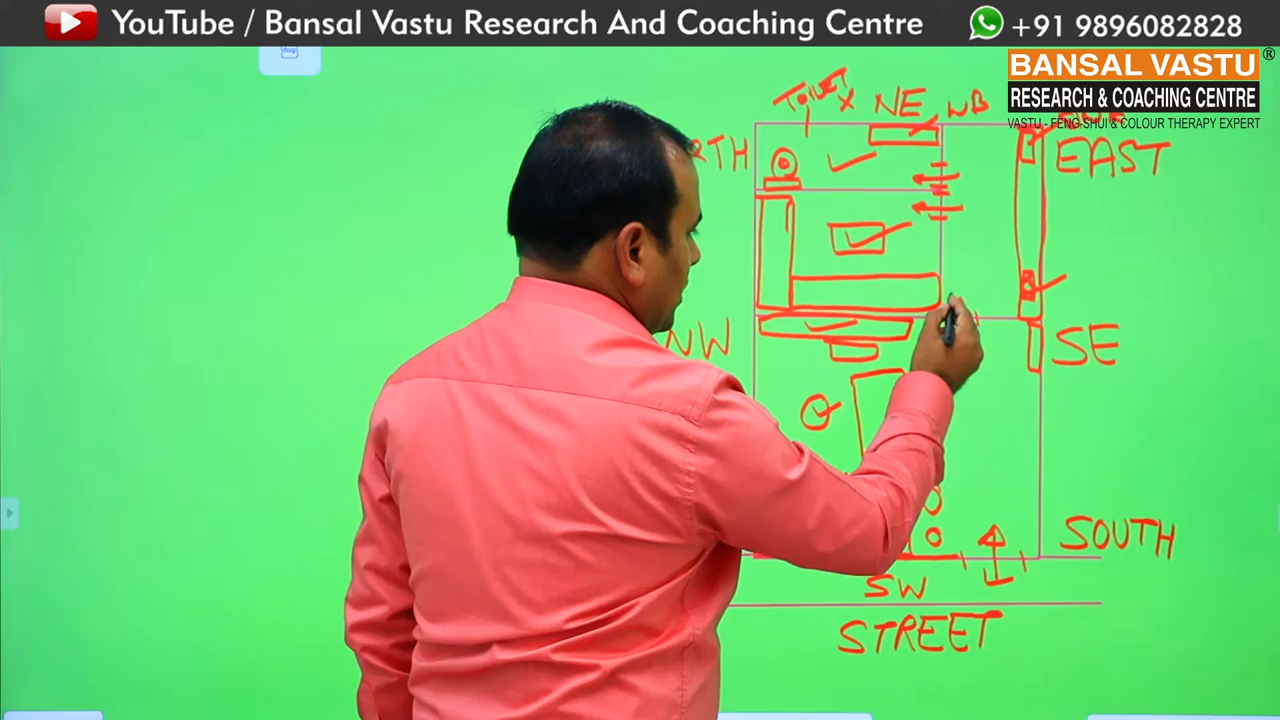 YouTube / Bansal Vastu Research And Coaching Centre
+91 9896082828
BANSAL VASTU®
RESEARCH & COACHING CENTRE
VASTU - FENG-SHUI & COLOUR THERAPY EXPERT
TOILET X NE WB
RTH
EAST
NW
SE
SOUTH
SW
STREET